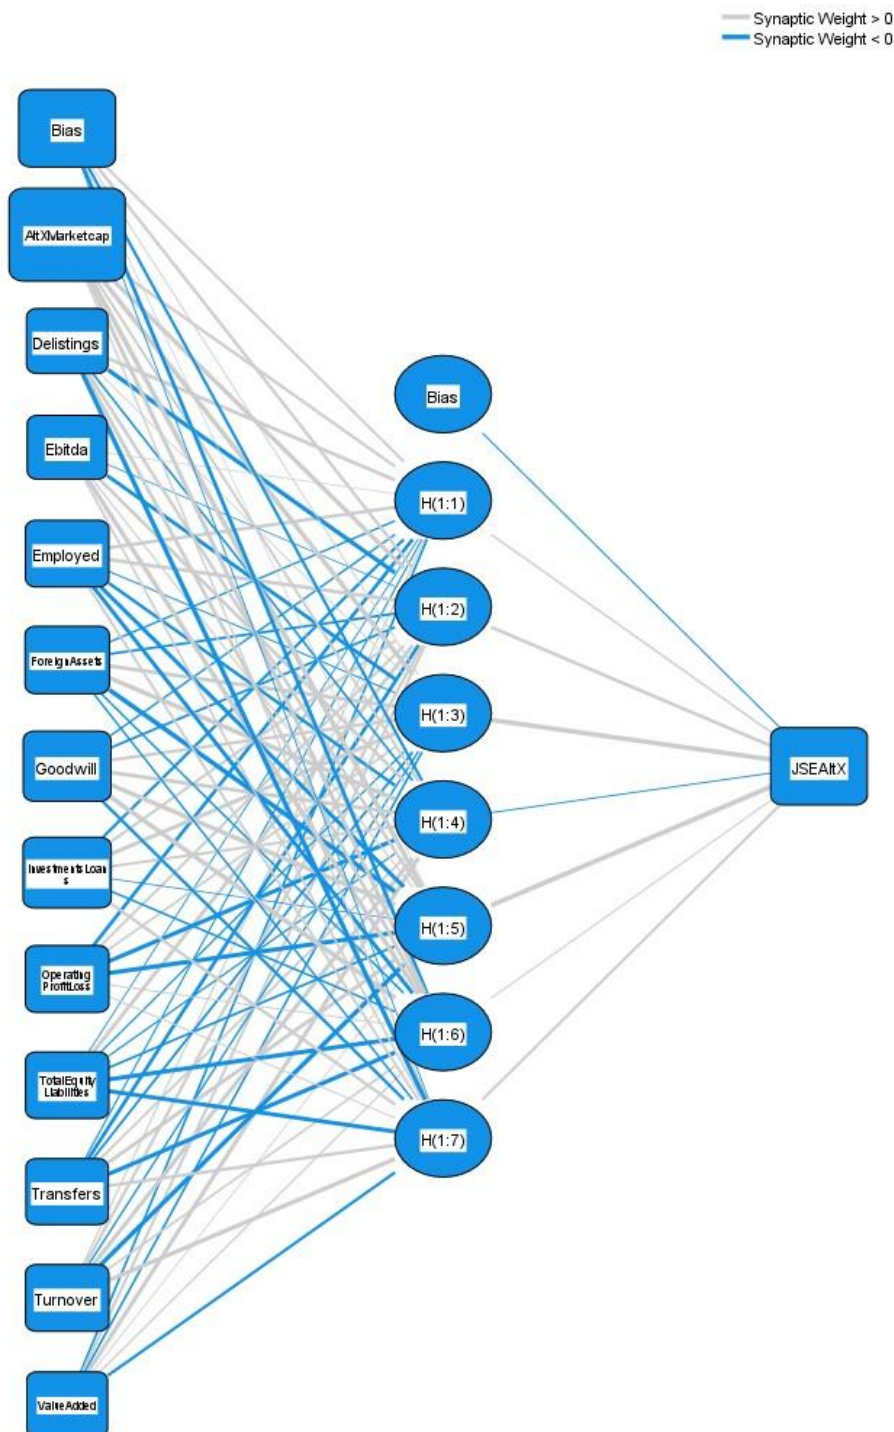 Synaptic Weight > 0
Synaptic Weight < 0
Bias
AltXMarketcap
Delistings
Ebitda
Employed
ForeignAssets
Goodwill
InvestmentsLoan
s
Operating
ProfitLoss
TotalEquity
Liabilities
Transfers
Turnover
ValueAdded
Bias
H(1:1)
H(1:2)
H(1:3)
H(1:4)
H(1:5)
H(1:6)
H(1:7)
JSEAltX